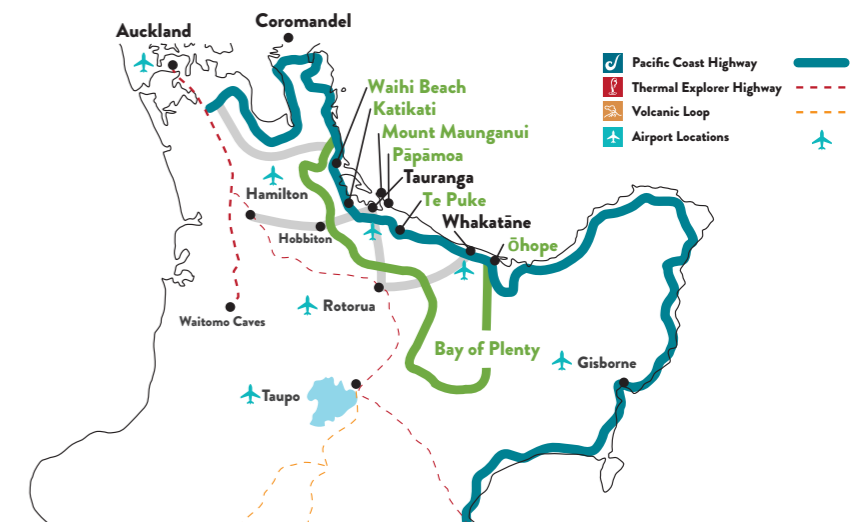 Coromandel
Auckland
Pacific Coast Highway
Thermal Explorer Highway
Volcanic Loop
Airport Locations
Waihi Beach
Katikati
Mount Maunganui
Pāpāmoa
Tauranga
Hamilton
Te Puke
Whakatāne
Hobbiton
Ōhope
Rotorua
Waitomo Caves
Bay of Plenty
Gisborne
Taupo